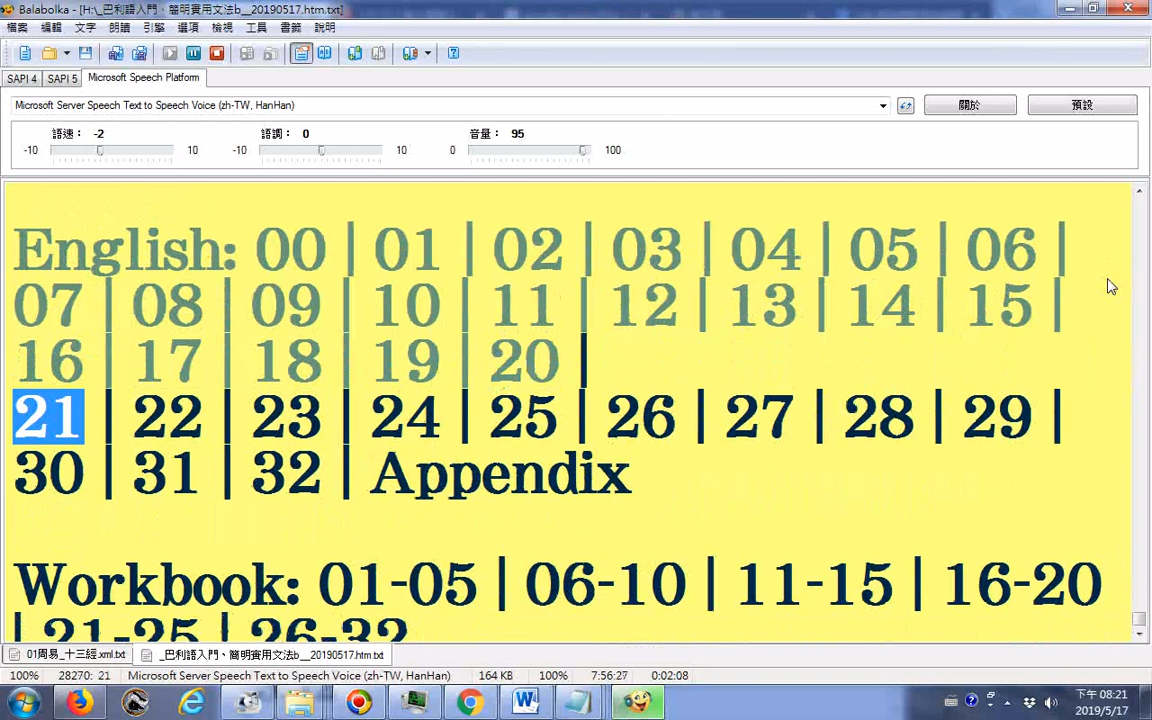 Balabolka - [H:\_巴利語入門、簡明實用文法b__20190517.htm.txt]
檔案 編輯 文字 朗讀 引擎 選項 檢視 工具 書籤 說明
SAPI 4 SAPI 5 Microsoft Speech Platform
Microsoft Server Speech Text to Speech Voice (zh-TW, HanHan) 關於 預設
語速： -2 語調： 0 音量： 95
-10 10 -10 10 0 100
English: 00 | 01 | 02 | 03 | 04 | 05 | 06 |
07 | 08 | 09 | 10 | 11 | 12 | 13 | 14 | 15 |
16 | 17 | 18 | 19 | 20 |
21 | 22 | 23 | 24 | 25 | 26 | 27 | 28 | 29 |
30 | 31 | 32 | Appendix
Workbook: 01-05 | 06-10 | 11-15 | 16-20
| 21-25 | 26-32
01周易_十三經.xml.txt _巴利語入門、簡明實用文法b__20190517.htm.txt
100% 28270: 21 Microsoft Server Speech Text to Speech Voice (zh-TW, HanHan) 164 KB 100% 7:56:27 0:02:08
下午 08:21
2019/5/17